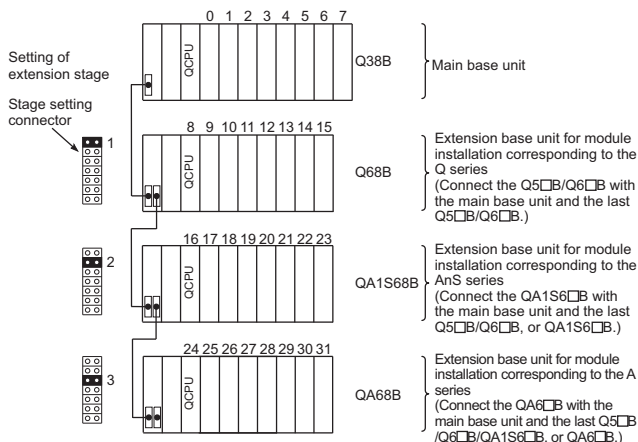 0 1 2 3 4 5 6 7
Setting of
extension stage
QCPU
Q38B
Main base unit
Stage setting
connector
1
8 9 10 11 12 13 14 15
QCPU
Q68B
Extension base unit for module
installation corresponding to the
Q series
(Connect the Q5□B/Q6□B with
the main base unit and the last
Q5□B/Q6□B.)
2
16 17 18 19 20 21 22 23
QCPU
QA1S68B
Extension base unit for module
installation corresponding to the
AnS series
(Connect the QA1S6□B with
the main base unit and the last
Q5□B/Q6□B, or QA1S6□B.)
3
24 25 26 27 28 29 30 31
QCPU
QA68B
Extension base unit for module
installation corresponding to the A
series
(Connect the QA6□B with the
main base unit and the last Q5□B
/Q6□B/QA1S6□B, or QA6□B.)